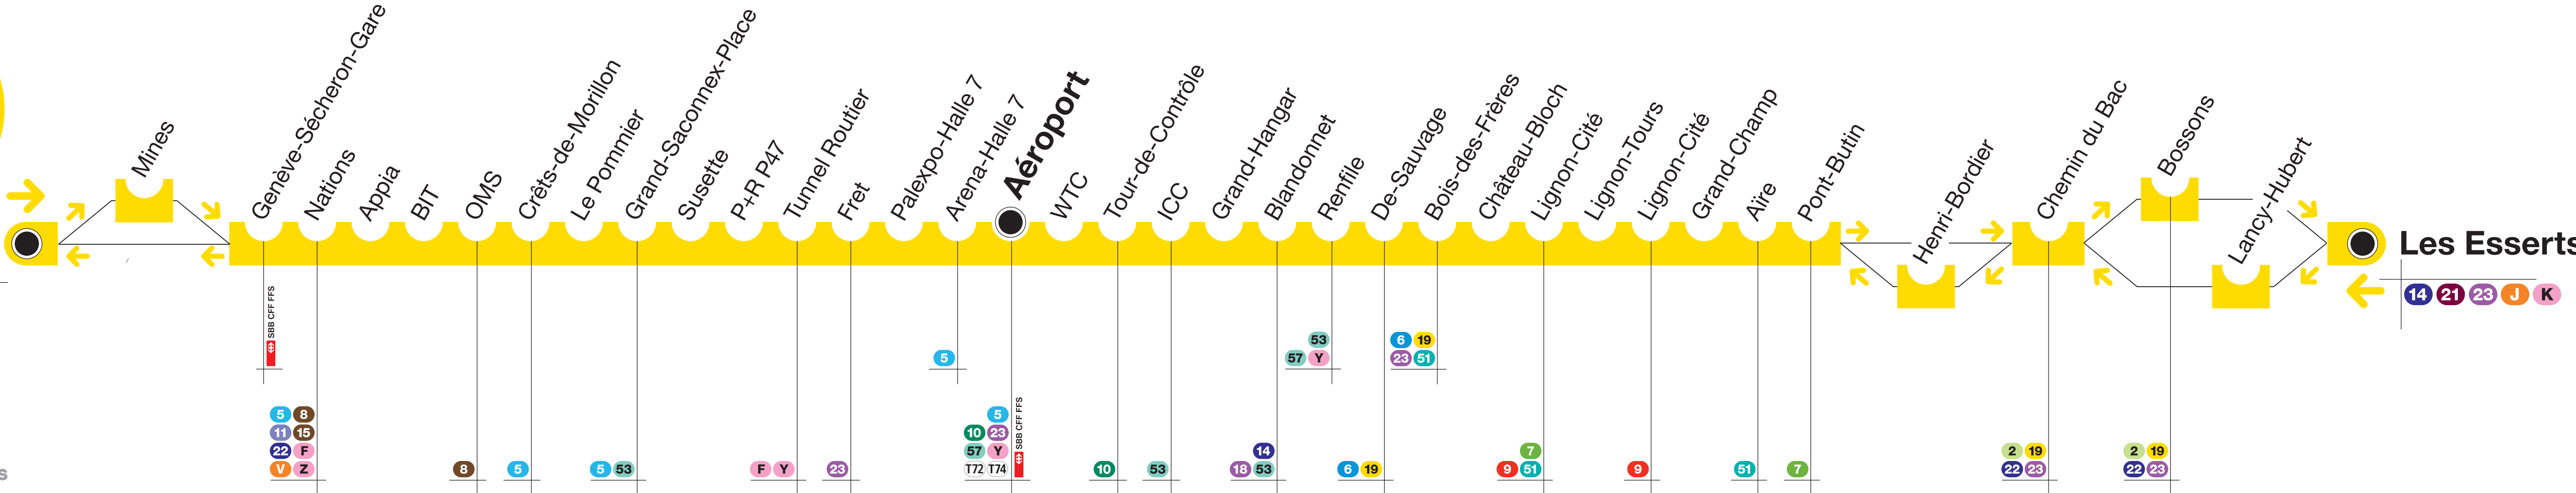 Mines
Genève-Sécheron-Gare
Nations
Appia
BIT
OMS
Crêts-de-Morillon
Le Pommier
Grand-Saconnex-Place
Susette
P+R P47
Tunnel Routier
Fret
Palexpo-Halle 7
Arena-Halle 7
Aéroport
WTC
Tour-de-Contrôle
ICC
Grand-Hangar
Blandonnet
Renfile
De-Sauvage
Bois-des-Frères
Château-Bloch
Lignon-Cité
Lignon-Tours
Lignon-Cité
Grand-Champ
Aïre
Pont-Butin
Henri-Bordier
Chemin du Bac
Bossons
Lancy-Hubert
Les Esserts
14 21 23 J K
SBB CFF FFS
5 8
11 15
22 F
V Z
8
5
5 53
F Y
23
5
5
10 23
57 Y
T72 T74
SBB CFF FFS
10
53
14
18 53
53
57 Y
6 19
6 19
23 51
7
9 51
9
51
7
2 19
22 23
2 19
22 23